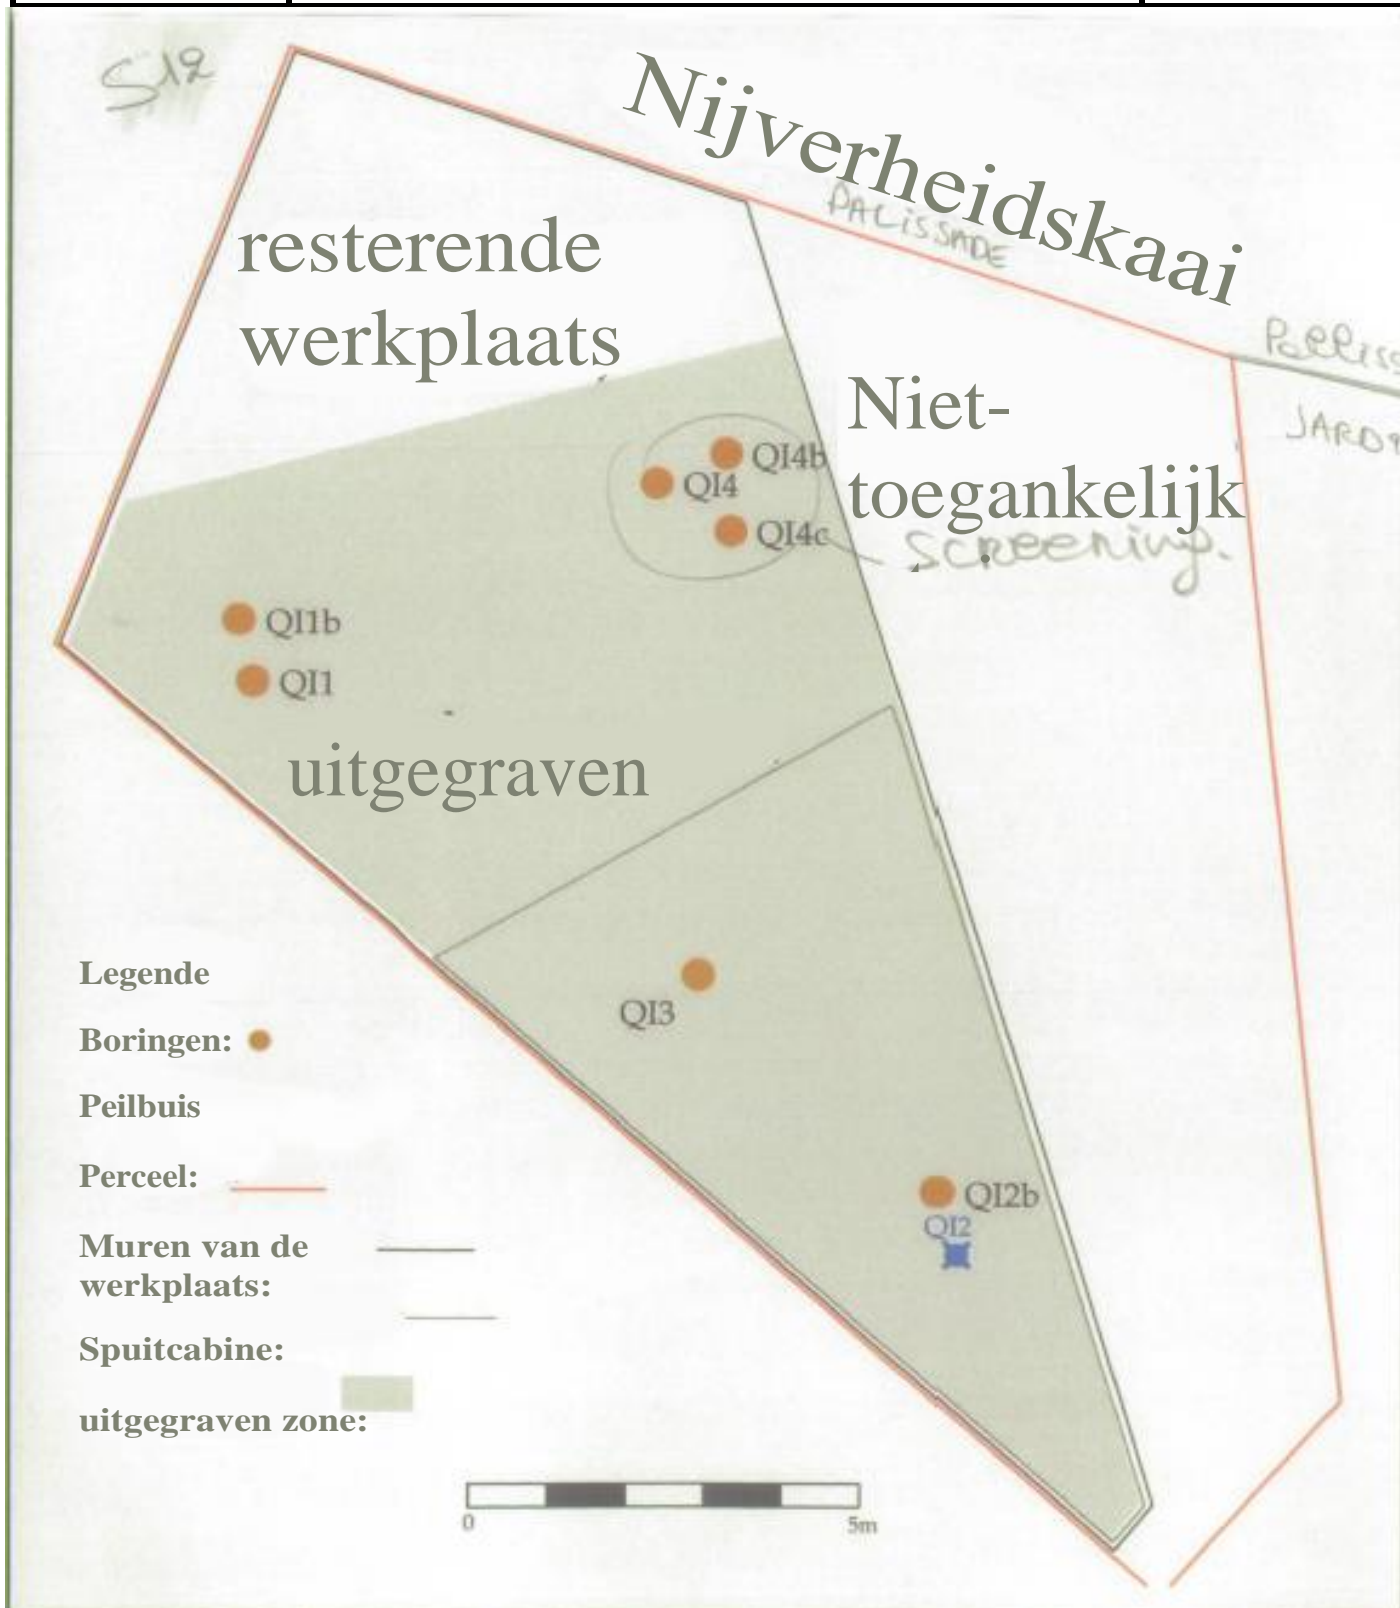 S12
Nijverheidskaai
PALISSADE
resterende
werkplaats
Niet-
toegankelijk
QI4b
QI4
QI4c
screening.
QI1b
QI1
uitgegraven
QI3
QI2b
QI2
Legende
Boringen:
Peilbuis
Perceel:
Muren van de
werkplaats:
Spuitcabine:
uitgegraven zone:
0
5m